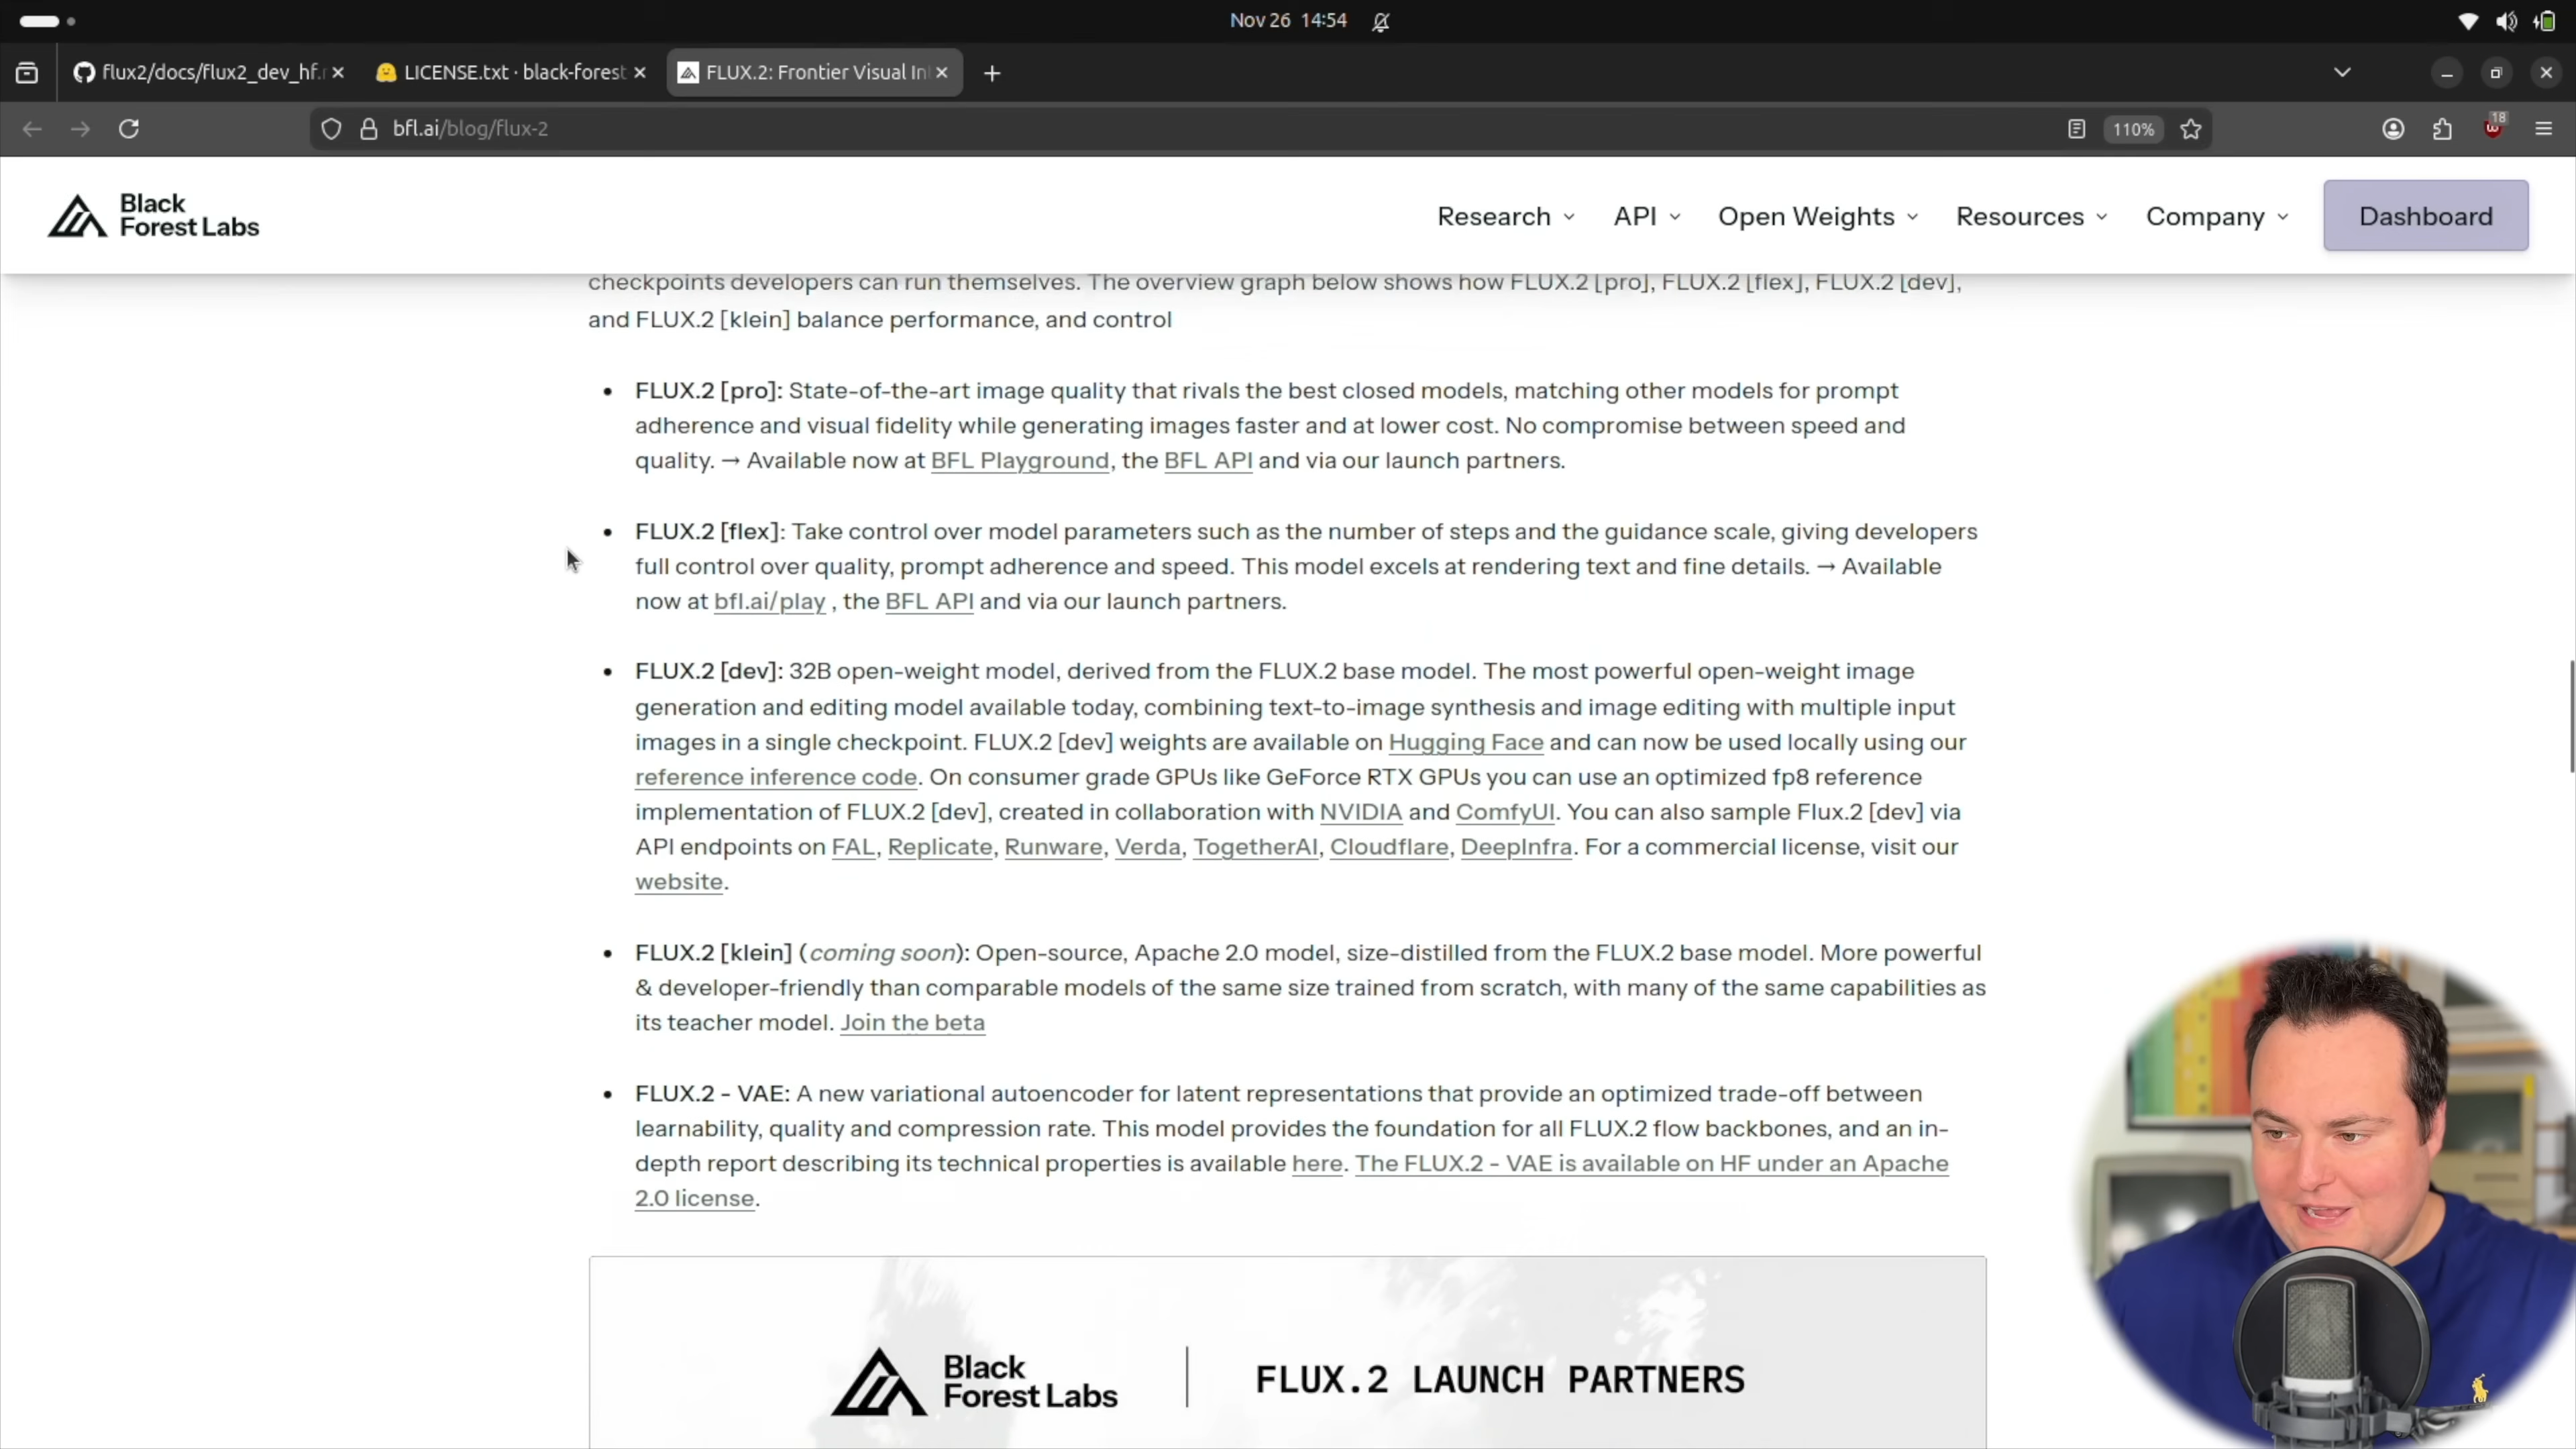 Nov 26 14:54
flux2/docs/flux2_dev_hf.
LICENSE.txt · black-forest
FLUX.2: Frontier Visual In
bfl.ai/blog/flux-2
110%
18
Black
Forest Labs
Research
API
Open Weights
Resources
Company
Dashboard
checkpoints developers can run themselves. The overview graph below shows how FLUX.2 [pro], FLUX.2 [flex], FLUX.2 [dev],
and FLUX.2 [klein] balance performance, and control
• FLUX.2 [pro]: State-of-the-art image quality that rivals the best closed models, matching other models for prompt
adherence and visual fidelity while generating images faster and at lower cost. No compromise between speed and
quality. → Available now at BFL Playground, the BFL API and via our launch partners.
• FLUX.2 [flex]: Take control over model parameters such as the number of steps and the guidance scale, giving developers
full control over quality, prompt adherence and speed. This model excels at rendering text and fine details. → Available
now at bfl.ai/play , the BFL API and via our launch partners.
• FLUX.2 [dev]: 32B open-weight model, derived from the FLUX.2 base model. The most powerful open-weight image
generation and editing model available today, combining text-to-image synthesis and image editing with multiple input
images in a single checkpoint. FLUX.2 [dev] weights are available on Hugging Face and can now be used locally using our
reference inference code. On consumer grade GPUs like GeForce RTX GPUs you can use an optimized fp8 reference
implementation of FLUX.2 [dev], created in collaboration with NVIDIA and ComfyUI. You can also sample Flux.2 [dev] via
API endpoints on FAL, Replicate, Runware, Verda, TogetherAI, Cloudflare, DeepInfra. For a commercial license, visit our
website.
• FLUX.2 [klein] (coming soon): Open-source, Apache 2.0 model, size-distilled from the FLUX.2 base model. More powerful
& developer-friendly than comparable models of the same size trained from scratch, with many of the same capabilities as
its teacher model. Join the beta
• FLUX.2 - VAE: A new variational autoencoder for latent representations that provide an optimized trade-off between
learnability, quality and compression rate. This model provides the foundation for all FLUX.2 flow backbones, and an in-
depth report describing its technical properties is available here. The FLUX.2 - VAE is available on HF under an Apache
2.0 license.
Black
Forest Labs
FLUX.2 LAUNCH PARTNERS